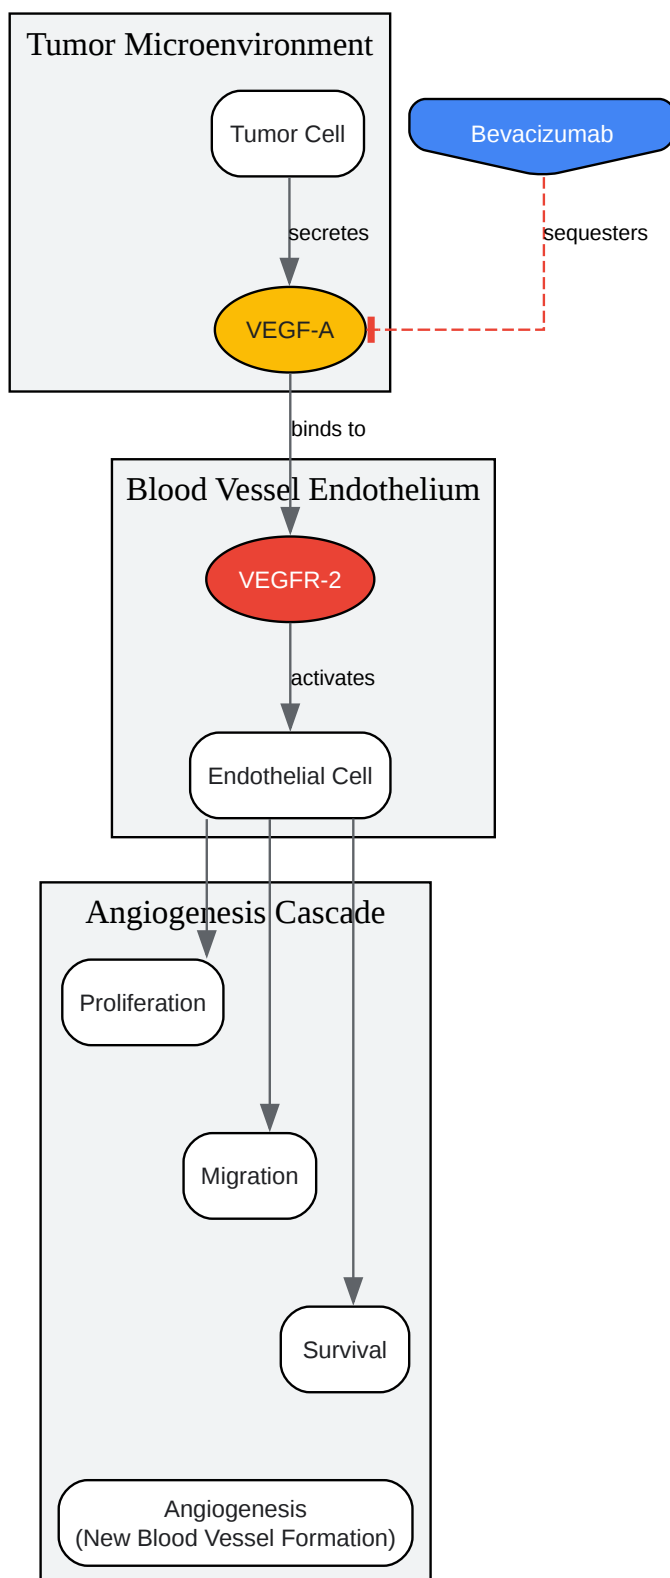 Tumor Microenvironment
Tumor Cell
Bevacizumab
secretes
sequesters
VEGF-A
binds to
Blood Vessel Endothelium
VEGFR-2
activates
Endothelial Cell
Angiogenesis Cascade
Proliferation
Migration
Survival
Angiogenesis
(New Blood Vessel Formation)